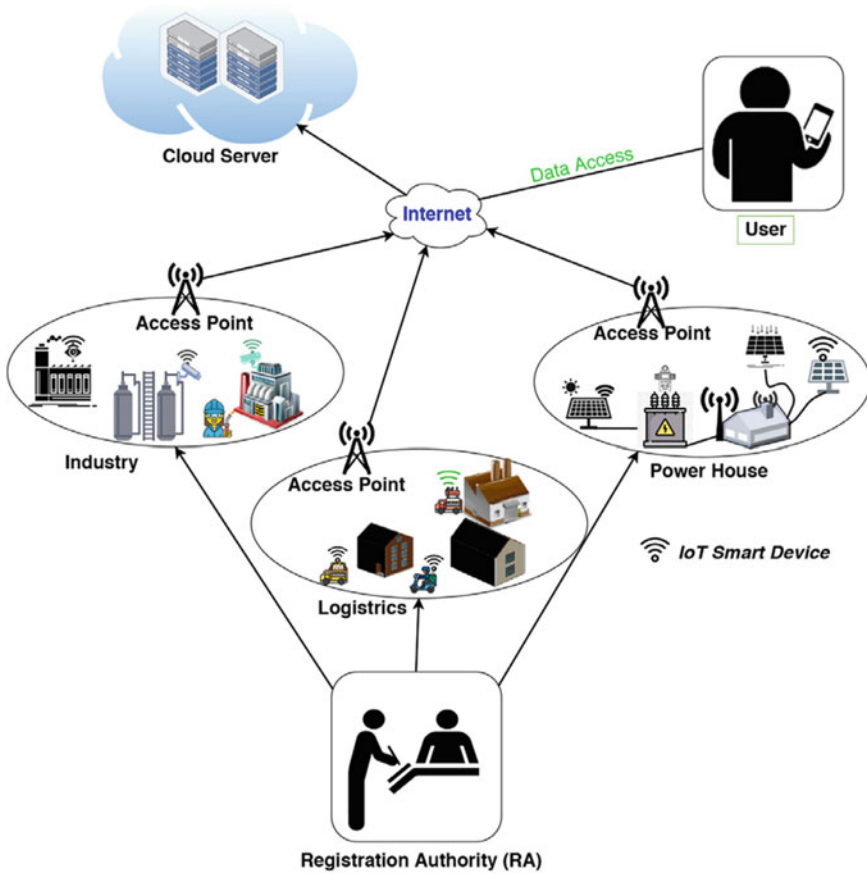 Cloud Server
Data Access
Internet
User
Access Point
Access Point
Industry
Power House
Access Point
IoT Smart Device
Logistrics
Registration Authority (RA)